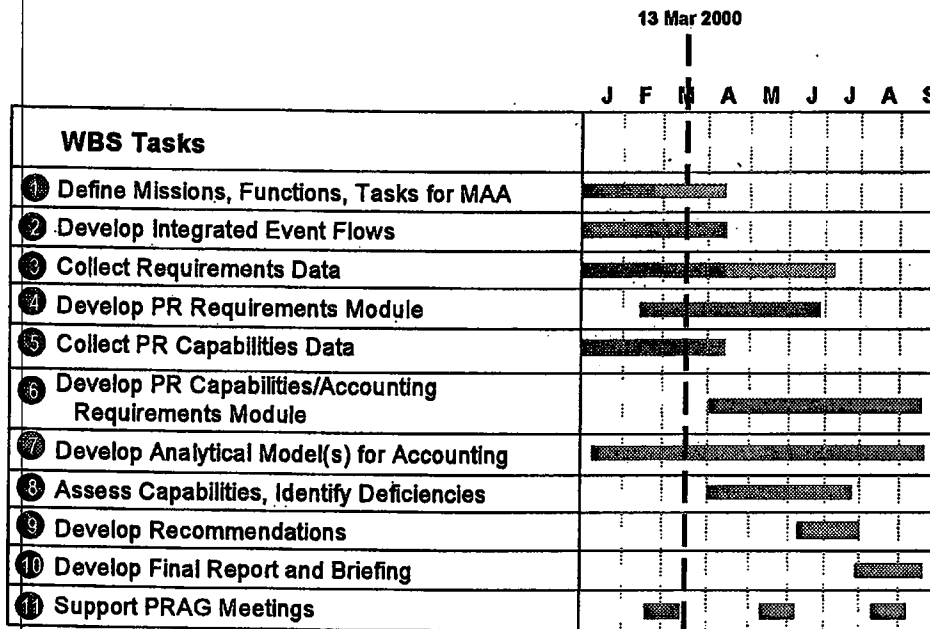 13 Mar 2000
J F M A M J J A S
WBS Tasks
1 Define Missions, Functions, Tasks for MAA
2 Develop Integrated Event Flows
3 Collect Requirements Data
4 Develop PR Requirements Module
5 Collect PR Capabilities Data
6 Develop PR Capabilities/Accounting
Requirements Module
7 Develop Analytical Model(s) for Accounting
8 Assess Capabilities, Identify Deficiencies
9 Develop Recommendations
10 Develop Final Report and Briefing
11 Support PRAG Meetings